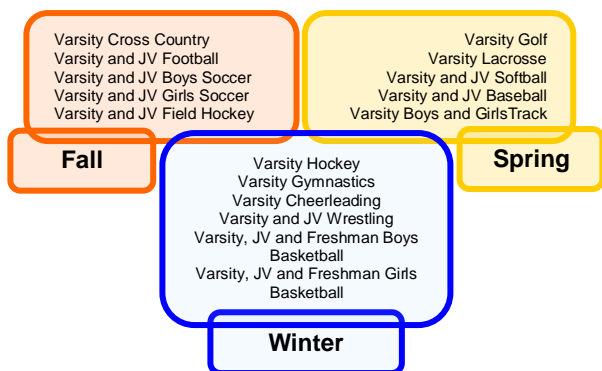 Varsity Cross Country
Varsity and JV Football
Varsity and JV Boys Soccer
Varsity and JV Girls Soccer
Varsity and JV Field Hockey
Fall
Varsity Golf
Varsity Lacrosse
Varsity and JV Softball
Varsity and JV Baseball
Varsity Boys and GirlsTrack
Spring
Varsity Hockey
Varsity Gymnastics
Varsity Cheerleading
Varsity and JV Wrestling
Varsity, JV and Freshman Boys
Basketball
Varsity, JV and Freshman Girls
Basketball
Winter